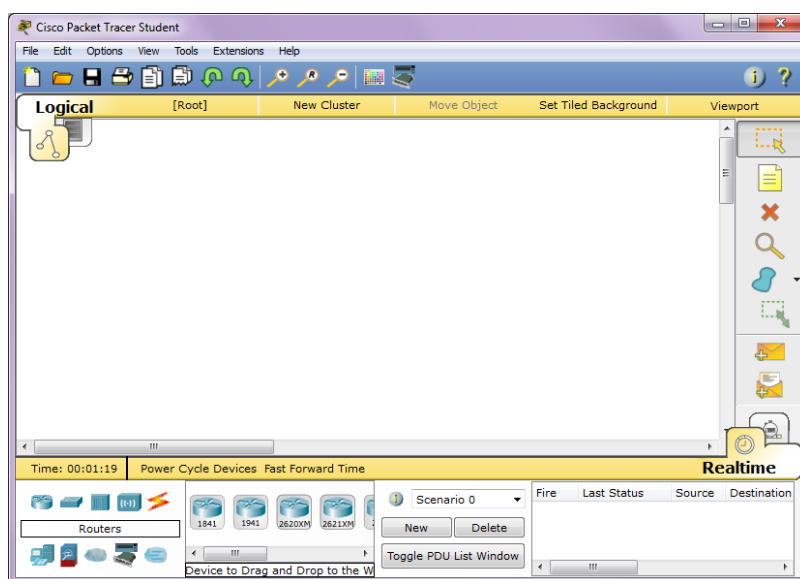 Cisco Packet Tracer Student
File Edit Options View Tools Extensions Help
Logical [Root] New Cluster Move Object Set Tiled Background Viewport
Time: 00:01:19 Power Cycle Devices Fast Forward Time Realtime
Routers
1841 1941 2620XM 2621XM
Device to Drag and Drop to the W
Scenario 0
New Delete
Toggle PDU List Window
Fire Last Status Source Destination